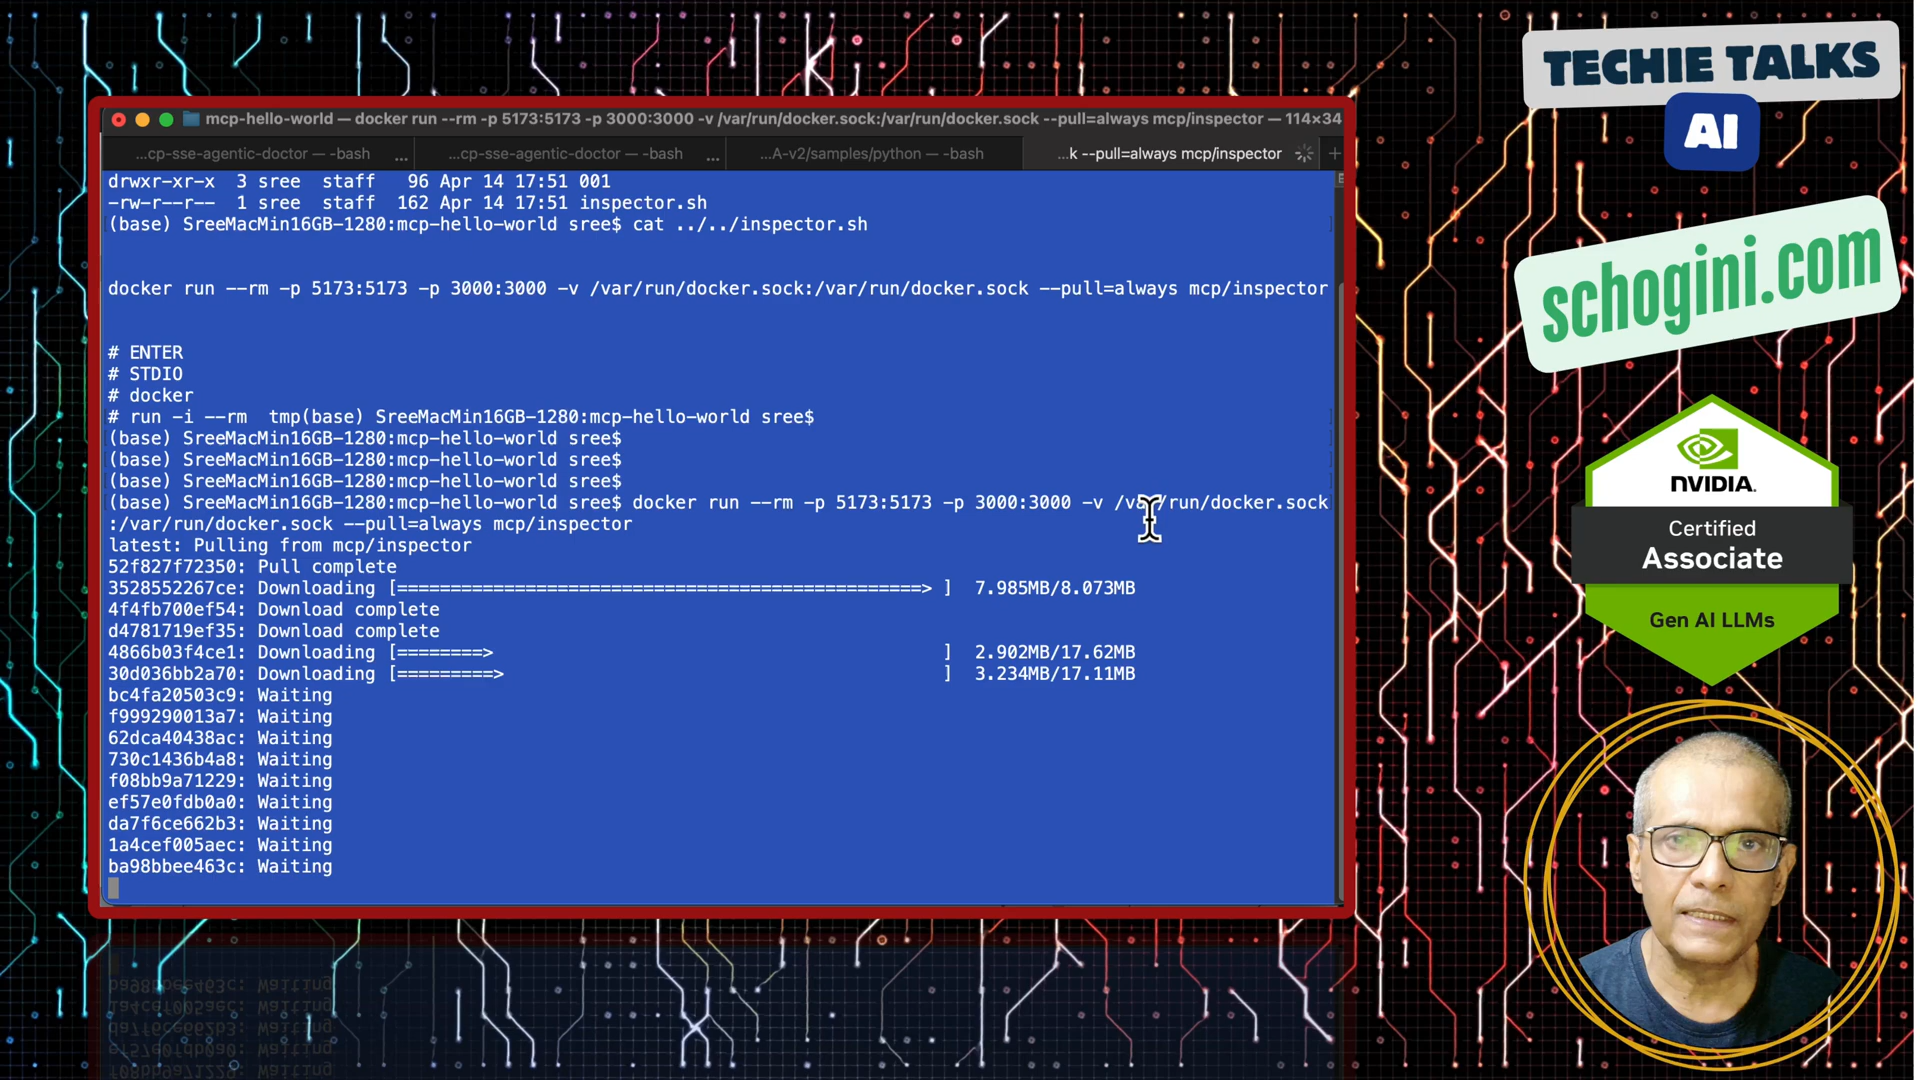 mcp-hello-world — docker run --rm -p 5173:5173 -p 3000:3000 -v /var/run/docker.sock:/var/run/docker.sock --pull=always mcp/inspector — 114×34
...cp-sse-agentic-doctor — -bash ... ...cp-sse-agentic-doctor — -bash ... ...A-v2/samples/python — -bash ...k --pull=always mcp/inspector +
drwxr-xr-x  3 sree  staff   96 Apr 14 17:51 001
-rw-r--r--  1 sree  staff  162 Apr 14 17:51 inspector.sh
(base) SreeMacMin16GB-1280:mcp-hello-world sree$ cat ../../inspector.sh
docker run --rm -p 5173:5173 -p 3000:3000 -v /var/run/docker.sock:/var/run/docker.sock --pull=always mcp/inspector
# ENTER
# STDIO
# docker
# run -i --rm  tmp(base) SreeMacMin16GB-1280:mcp-hello-world sree$
(base) SreeMacMin16GB-1280:mcp-hello-world sree$
(base) SreeMacMin16GB-1280:mcp-hello-world sree$
(base) SreeMacMin16GB-1280:mcp-hello-world sree$
(base) SreeMacMin16GB-1280:mcp-hello-world sree$ docker run --rm -p 5173:5173 -p 3000:3000 -v /var/run/docker.sock
:/var/run/docker.sock --pull=always mcp/inspector
latest: Pulling from mcp/inspector
52f827f72350: Pull complete
3528552267ce: Downloading [=================================================> ]  7.985MB/8.073MB
4f4fb700ef54: Download complete
d4781719ef35: Download complete
4866b03f4ce1: Downloading [========>                                          ]  2.902MB/17.62MB
30d036bb2a70: Downloading [=========>                                         ]  3.234MB/17.11MB
bc4fa20503c9: Waiting
f999290013a7: Waiting
62dca40438ac: Waiting
730c1436b4a8: Waiting
f08bb9a71229: Waiting
ef57e0fdb0a0: Waiting
da7f6ce662b3: Waiting
1a4cef005aec: Waiting
ba98bbee463c: Waiting
TECHIE TALKS
AI
schogini.com
NVIDIA.
Certified
Associate
Gen AI LLMs